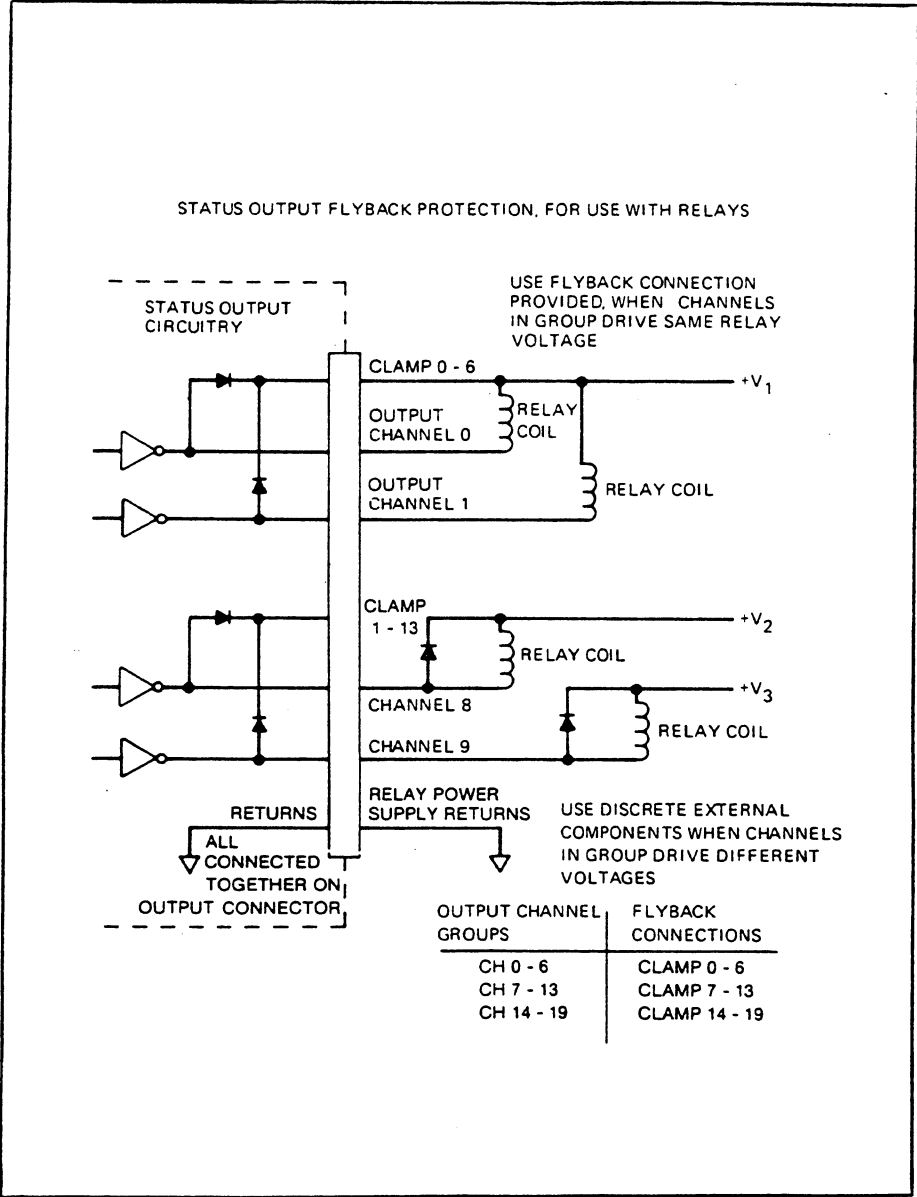 STATUS OUTPUT FLYBACK PROTECTION, FOR USE WITH RELAYS
STATUS OUTPUT
CIRCUITRY
USE FLYBACK CONNECTION
PROVIDED, WHEN CHANNELS
IN GROUP DRIVE SAME RELAY
VOLTAGE
CLAMP 0 - 6
+V1
OUTPUT
CHANNEL 0
RELAY
COIL
OUTPUT
CHANNEL 1
RELAY COIL
CLAMP
1 - 13
+V2
RELAY COIL
CHANNEL 8
+V3
RELAY COIL
CHANNEL 9
RETURNS
RELAY POWER
SUPPLY RETURNS
ALL
CONNECTED
TOGETHER ON
OUTPUT CONNECTOR
USE DISCRETE EXTERNAL
COMPONENTS WHEN CHANNELS
IN GROUP DRIVE DIFFERENT
VOLTAGES
OUTPUT CHANNEL GROUPS
FLYBACK CONNECTIONS
CH 0 - 6 CLAMP 0 - 6
CH 7 - 13 CLAMP 7 - 13
CH 14 - 19 CLAMP 14 - 19